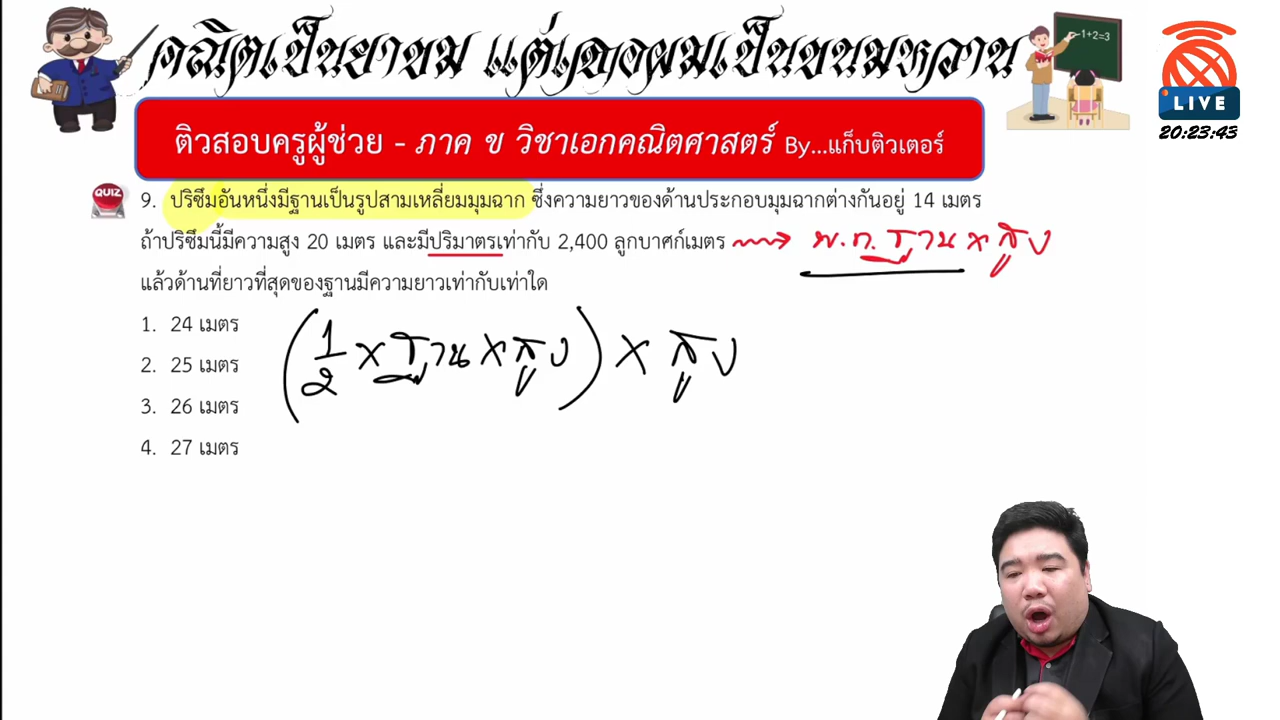 คณิตเป็นยาขม แต่เธอผมเป็นขนมหวาน
1+2=3
LIVE
20:23:43
ติวสอบครูผู้ช่วย - ภาค ข วิชาเอกคณิตศาสตร์ By...แก็บติวเตอร์
QUIZ
9. ปริซึมอันหนึ่งมีฐานเป็นรูปสามเหลี่ยมมุมฉาก ซึ่งความยาวของด้านประกอบมุมฉากต่างกันอยู่ 14 เมตร
ถ้าปริซึมนี้มีความสูง 20 เมตร และมีปริมาตรเท่ากับ 2,400 ลูกบาศก์เมตร พ.ท.ฐาน x สูง
แล้วด้านที่ยาวที่สุดของฐานมีความยาวเท่ากับเท่าใด
1. 24 เมตร
2. 25 เมตร
3. 26 เมตร
4. 27 เมตร
(1/2 x ฐาน x สูง) x สูง